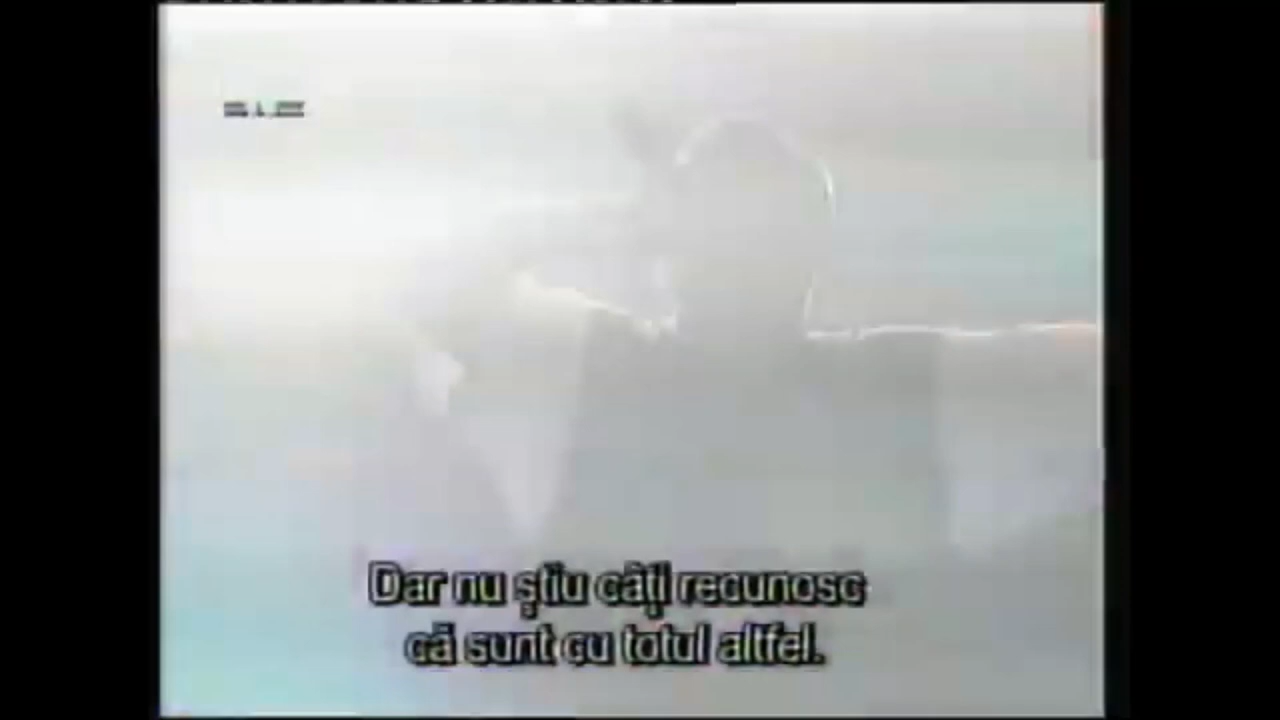 Dar nu știu câți recunosc
că sunt cu totul altfel.